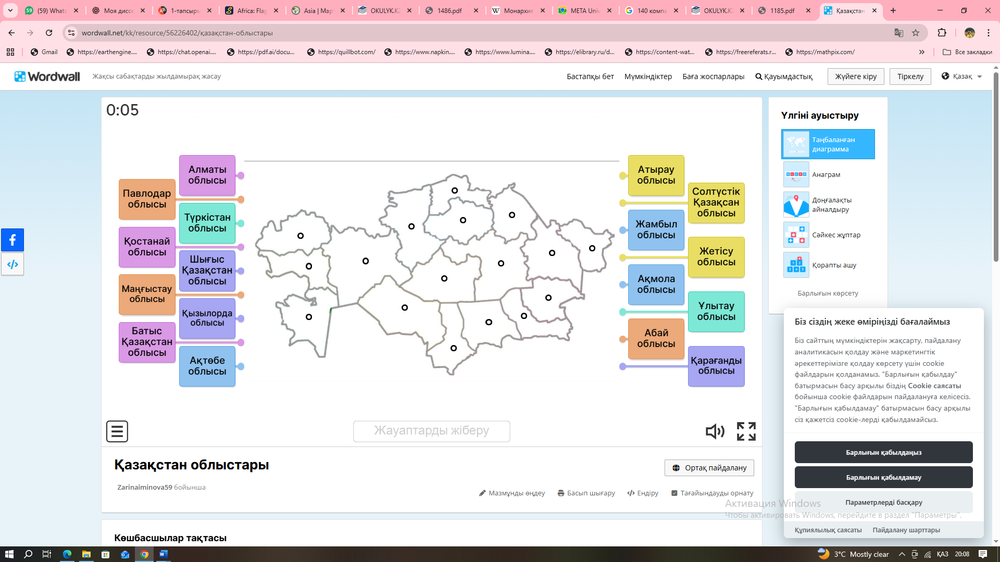 (59) Whats
Моя диссе
1-тапсырм
Africa: Flag
Asia | Map
OKULYK.KZ
1486.pdf
Монархия
META Univ
140 компа
OKULYK.KZ
1185.pdf
Қазақстан
wordwall.net/kk/resource/56226402/қазақстан-облыстары
Gmail
https://earthengine....
https://chat.openai....
https://pdf.ai/docu...
https://quillbot.com/
https://www.napkin....
https://www.lumina....
https://elibrary.ru/d...
https://content-wat...
https://freereferats.r...
https://mathpix.com/
Все закладки
Wordwall
Жақсы сабақтарды жылдамырақ жасау
Бастапқы бет
Мүмкіндіктер
Баға жоспарлары
Қауымдастық
Жүйеге кіру
Тіркелу
Қазақ
0:05
Алматы
облысы
Павлодар
облысы
Түркістан
облысы
Қостанай
облысы
Шығыс
Қазақстан
облысы
Маңғыстау
облысы
Қызылорда
облысы
Батыс
Қазақстан
облысы
Ақтөбе
облысы
Атырау
облысы
Солтүстік
Қазақсан
облысы
Жамбыл
облысы
Жетісу
облысы
Ақмола
облысы
Ұлытау
облысы
Абай
облысы
Қарағанды
облысы
Жауаптарды жіберу
Үлгіні ауыстыру
Таңбаланған
диаграмма
Анаграм
Доңғалақты
айналдыру
Сәйкес жұптар
Қорапты ашу
Барлығын көрсету
Қазақстан облыстары
Ортақ пайдалану
Zarinaiminova59 бойынша
Мазмұнды өңдеу
Басып шығару
Ендіру
Тағайындауды орнату
Көшбасшылар тақтасы
Біз сіздің жеке өміріңізді бағалаймыз
Біз сайттың мүмкіндіктерін жақсарту, пайдалану
аналитикасын қолдау және маркетингтік
әрекеттерімізге қолдау көрсету үшін cookie
файлдарын қолданамыз. "Барлығын қабылдау"
батырмасын басу арқылы біздің Cookie саясаты
бойынша cookie файлдарын пайдалануға келісесіз.
"Барлығын қабылдамау" батырмасын басу арқылы
сіз қажетсіз cookie-лерді қабылдамайсыз.
Барлығын қабылдаңыз
Барлығын қабылдамау
Параметрлерді басқару
Құпиялылық саясаты
Пайдалану шарттары
Активация Windows
Чтобы активировать Windows, перейдите в раздел "Параметры".
3°C Mostly clear
ҚАЗ
20:08